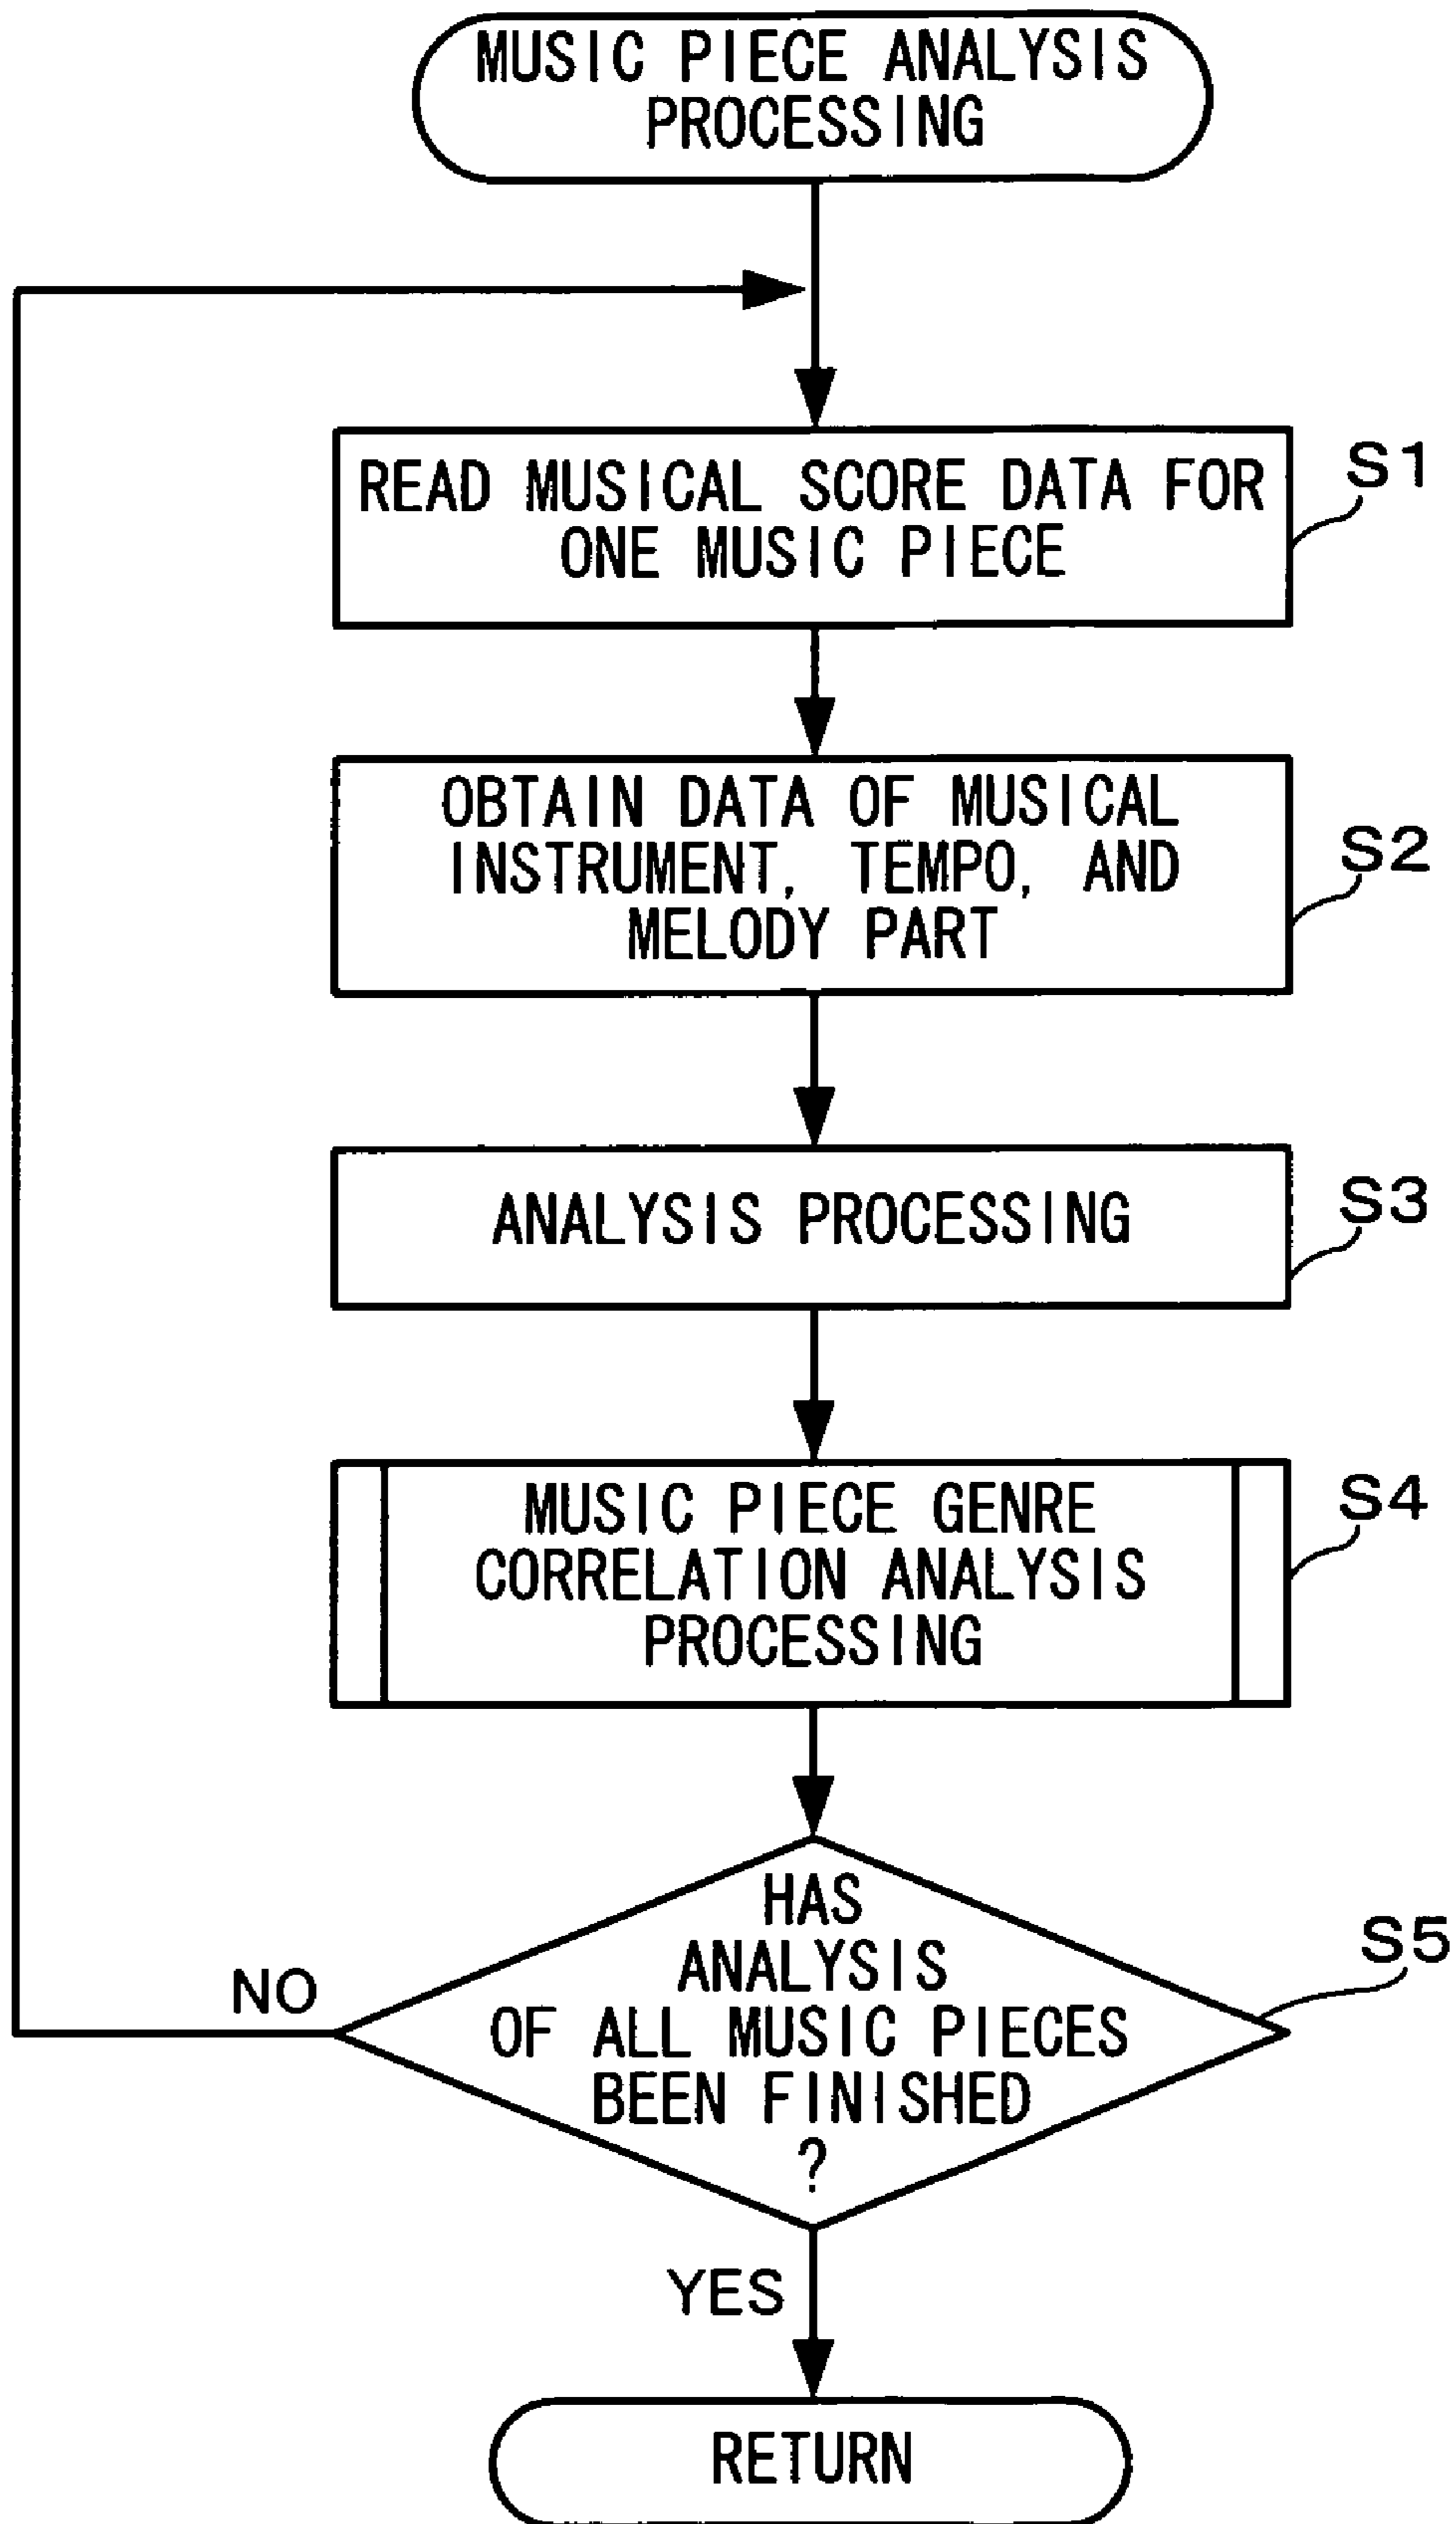 MUSIC PIECE ANALYSIS
PROCESSING
READ MUSICAL SCORE DATA FOR
ONE MUSIC PIECE
S1
OBTAIN DATA OF MUSICAL
INSTRUMENT, TEMPO, AND
MELODY PART
S2
ANALYSIS PROCESSING
S3
MUSIC PIECE GENRE
CORRELATION ANALYSIS
PROCESSING
S4
HAS
ANALYSIS
OF ALL MUSIC PIECES
BEEN FINISHED
?
S5
NO
YES
RETURN